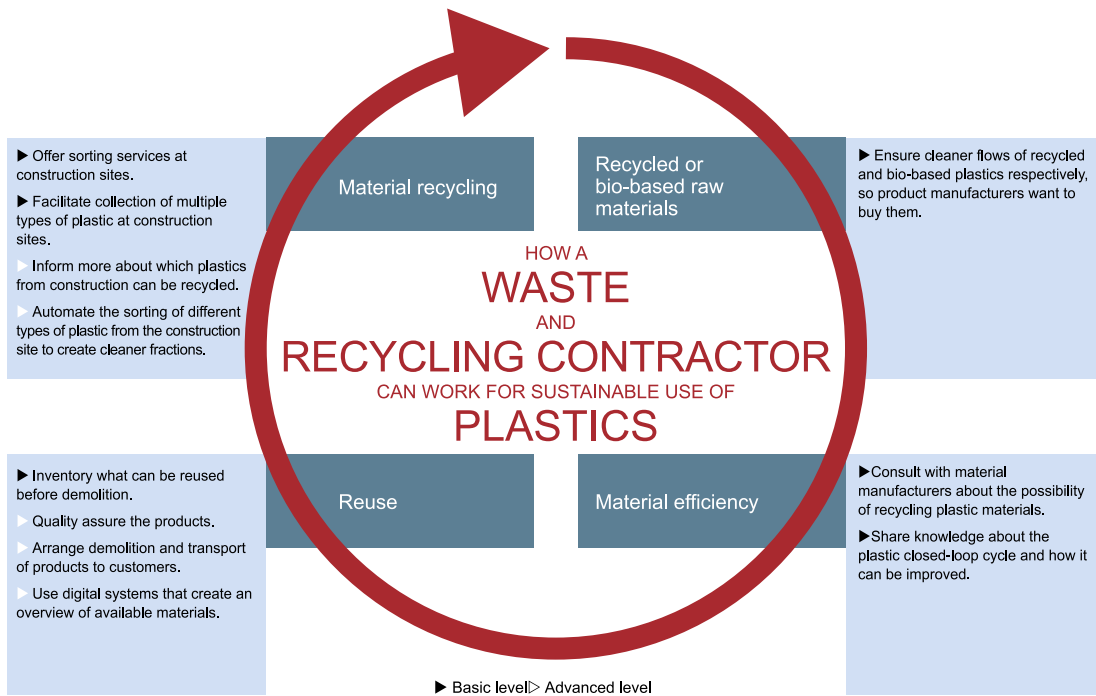 ▶ Offer sorting services at
construction sites.
▶ Facilitate collection of multiple
types of plastic at construction
sites.
▷ Inform more about which plastics
from construction can be recycled.
▷ Automate the sorting of different
types of plastic from the construction
site to create cleaner fractions.
Material recycling
Recycled or
bio-based raw
materials
▶ Ensure cleaner flows of recycled
and bio-based plastics respectively,
so product manufacturers want to
buy them.
HOW A
WASTE
AND
RECYCLING CONTRACTOR
CAN WORK FOR SUSTAINABLE USE OF
PLASTICS
▶ Inventory what can be reused
before demolition.
▷ Quality assure the products.
▷ Arrange demolition and transport
of products to customers.
▷ Use digital systems that create an
overview of available materials.
Reuse
Material efficiency
▶Consult with material
manufacturers about the possibility
of recycling plastic materials.
▶Share knowledge about the
plastic closed-loop cycle and how it
can be improved.
▶ Basic level▷ Advanced level